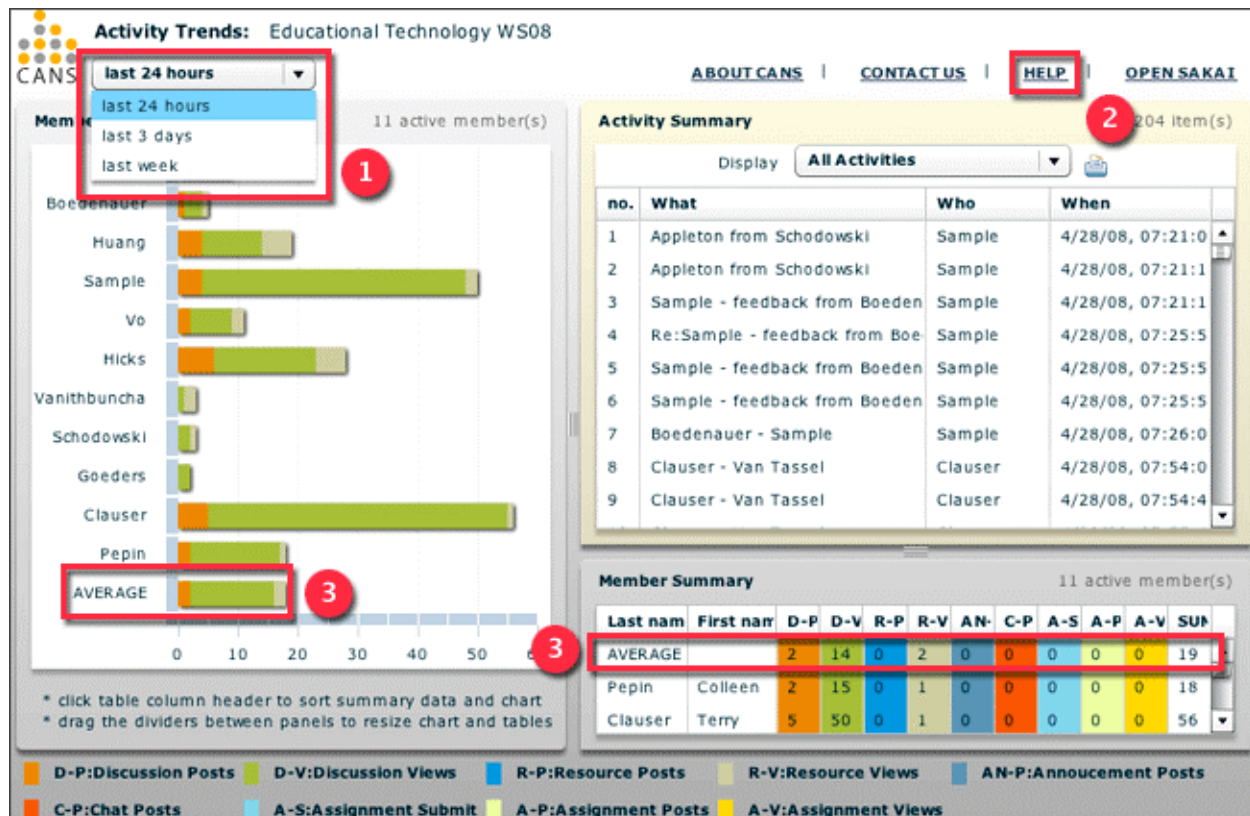 Activity Trends: Educational Technology WS08
CANS
last 24 hours
ABOUT CANS | CONTACT US | HELP | OPEN SAKAI
last 24 hours
last 3 days
last week
1
2
11 active member(s)
Boedenauer
Huang
Sample
Vo
Hicks
Vanithbuncha
Schodowski
Goeders
Clauser
Pepin
AVERAGE
3
0 10 20 30 40 50
* click table column header to sort summary data and chart
* drag the dividers between panels to resize chart and tables
Activity Summary 204 item(s)
Display All Activities
no. What Who When
1 Appleton from Schodowski Sample 4/28/08, 07:21:0
2 Appleton from Schodowski Sample 4/28/08, 07:21:1
3 Sample - feedback from Boeden Sample 4/28/08, 07:21:1
4 Re:Sample - feedback from Boe Sample 4/28/08, 07:25:5
5 Sample - feedback from Boeden Sample 4/28/08, 07:25:5
6 Sample - feedback from Boeden Sample 4/28/08, 07:25:5
7 Boedenauer - Sample Sample 4/28/08, 07:26:0
8 Clauser - Van Tassel Clauser 4/28/08, 07:54:0
9 Clauser - Van Tassel Clauser 4/28/08, 07:54:4
Member Summary 11 active member(s)
Last nam First nam D-P D-V R-P R-V AN- C-P A-S A-P A-V SUM
3
AVERAGE 2 14 0 2 0 0 0 0 0 19
Pepin Colleen 2 15 0 1 0 0 0 0 0 18
Clauser Terry 5 50 0 1 0 0 0 0 0 56
D-P:Discussion Posts D-V:Discussion Views R-P:Resource Posts R-V:Resource Views AN-P:Annoucement Posts
C-P:Chat Posts A-S:Assignment Submit A-P:Assignment Posts A-V:Assignment Views